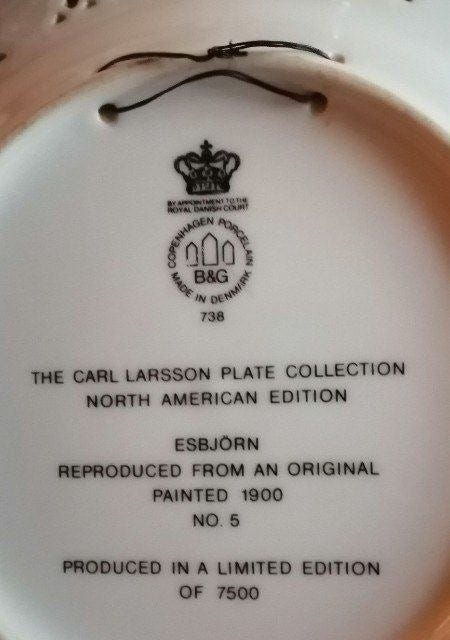 BY APPOINTMENT TO THE
ROYAL DANISH COURT
COPENHAGEN PORCELAIN
B&G
MADE IN DENMARK
738
THE CARL LARSSON PLATE COLLECTION
NORTH AMERICAN EDITION
ESBJÖRN
REPRODUCED FROM AN ORIGINAL
PAINTED 1900
NO. 5
PRODUCED IN A LIMITED EDITION
OF 7500